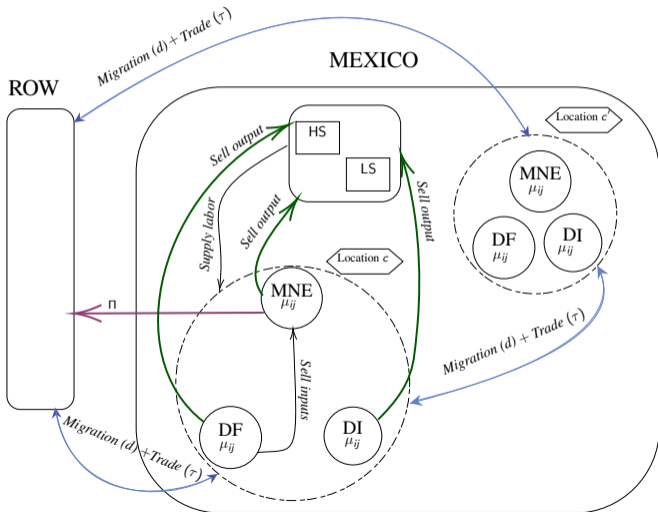 Migration (d) + Trade (τ)
MEXICO
ROW
Location c'
HS
LS
Sell output
Supply labor
Sell output
Sell output
MNE
μij
DF
μij
DI
μij
Location c
Π
MNE
μij
Sell inputs
Migration (d) + Trade (τ)
DF
μij
DI
μij
Migration (d) +Trade (τ)